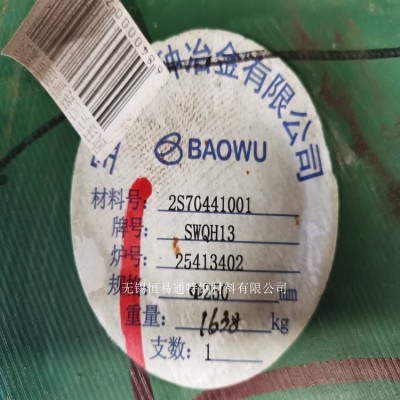 种冶金有限公司
BAOWU
材料号: 2S70441001
牌号: SWQH13
炉号: 25413402
规格: Φ230 mm
无锡恒易通特钢材料有限公司
重量: 1638 kg
支数: 1